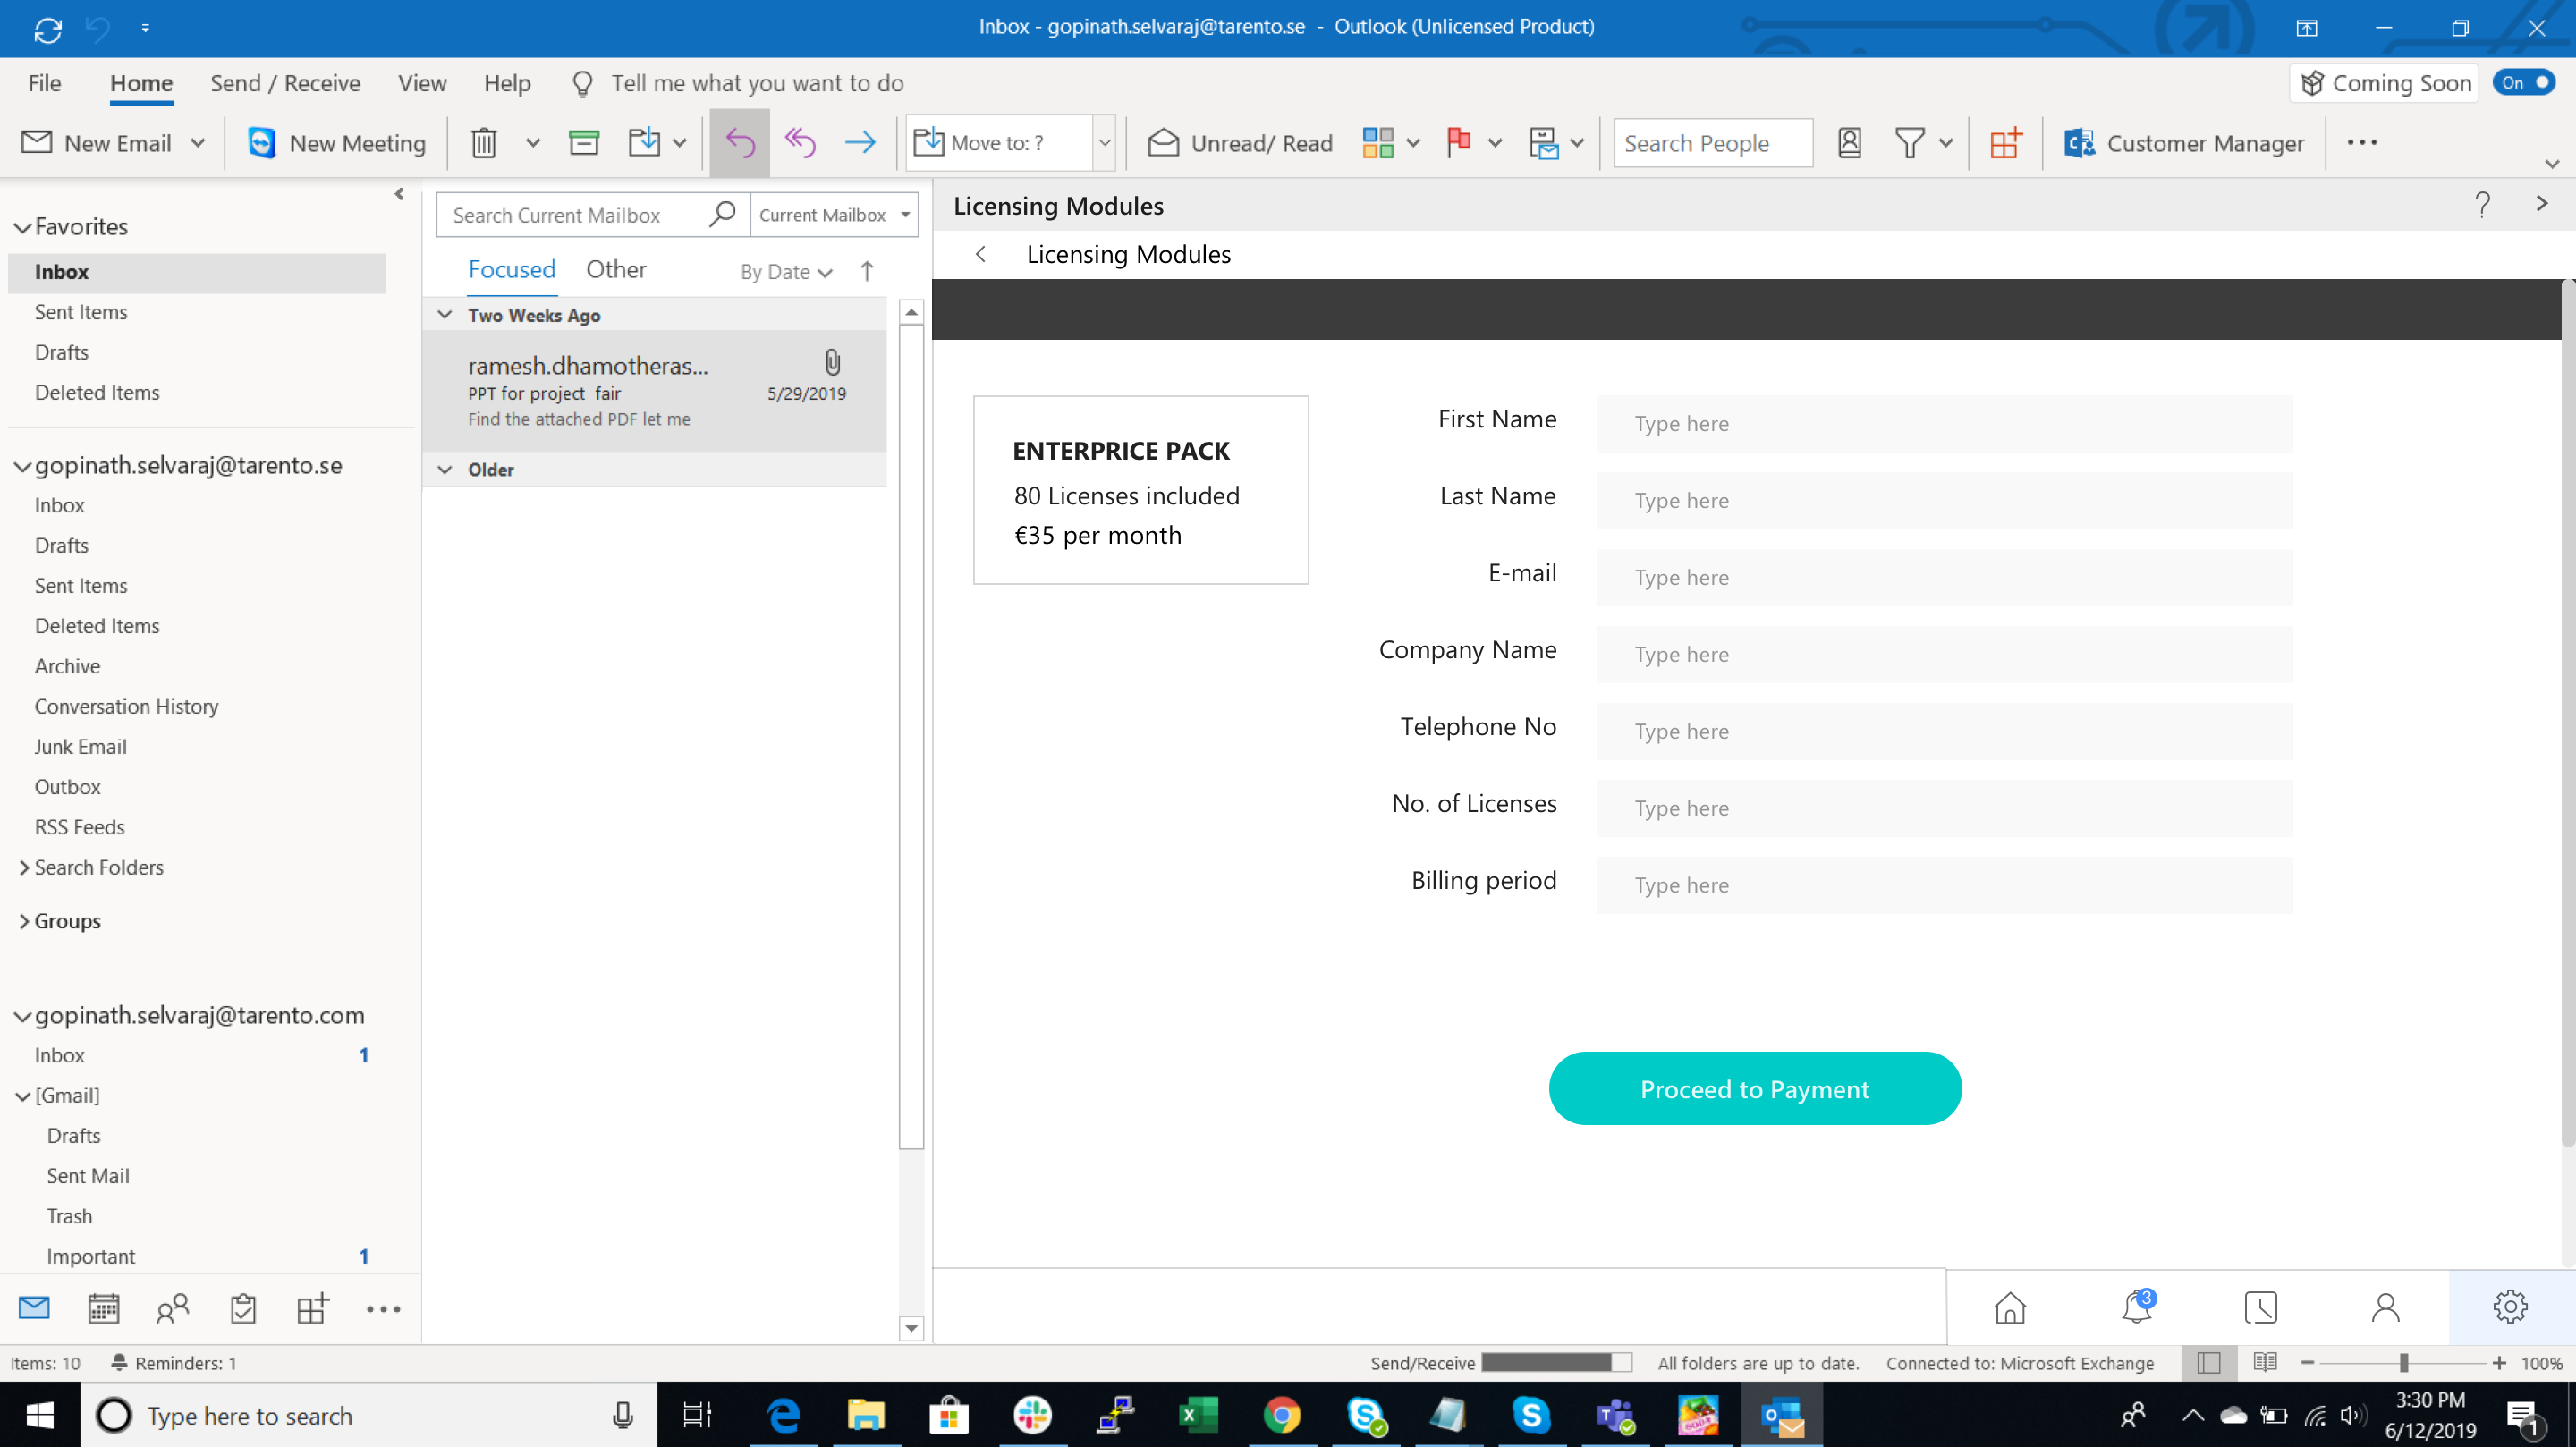 Inbox - gopinath.selvaraj@tarento.se - Outlook (Unlicensed Product)
File Home Send / Receive View Help Tell me what you want to do Coming Soon On
New Email New Meeting Move to: ? Unread/ Read Search People Customer Manager
Favorites
Inbox
Sent Items
Drafts
Deleted Items
gopinath.selvaraj@tarento.se
Inbox
Drafts
Sent Items
Deleted Items
Archive
Conversation History
Junk Email
Outbox
RSS Feeds
Search Folders
Groups
gopinath.selvaraj@tarento.com
Inbox 1
[Gmail]
Drafts
Sent Mail
Trash
Important 1
Search Current Mailbox Current Mailbox
Focused Other By Date
Two Weeks Ago
ramesh.dhamotheras...
PPT for project fair 5/29/2019
Find the attached PDF let me
Older
Licensing Modules
Licensing Modules
ENTERPRICE PACK
80 Licenses included
€35 per month
First Name Type here
Last Name Type here
E-mail Type here
Company Name Type here
Telephone No Type here
No. of Licenses Type here
Billing period Type here
Proceed to Payment
3
Items: 10 Reminders: 1 Send/Receive All folders are up to date. Connected to: Microsoft Exchange 100%
Type here to search
3:30 PM
6/12/2019
1